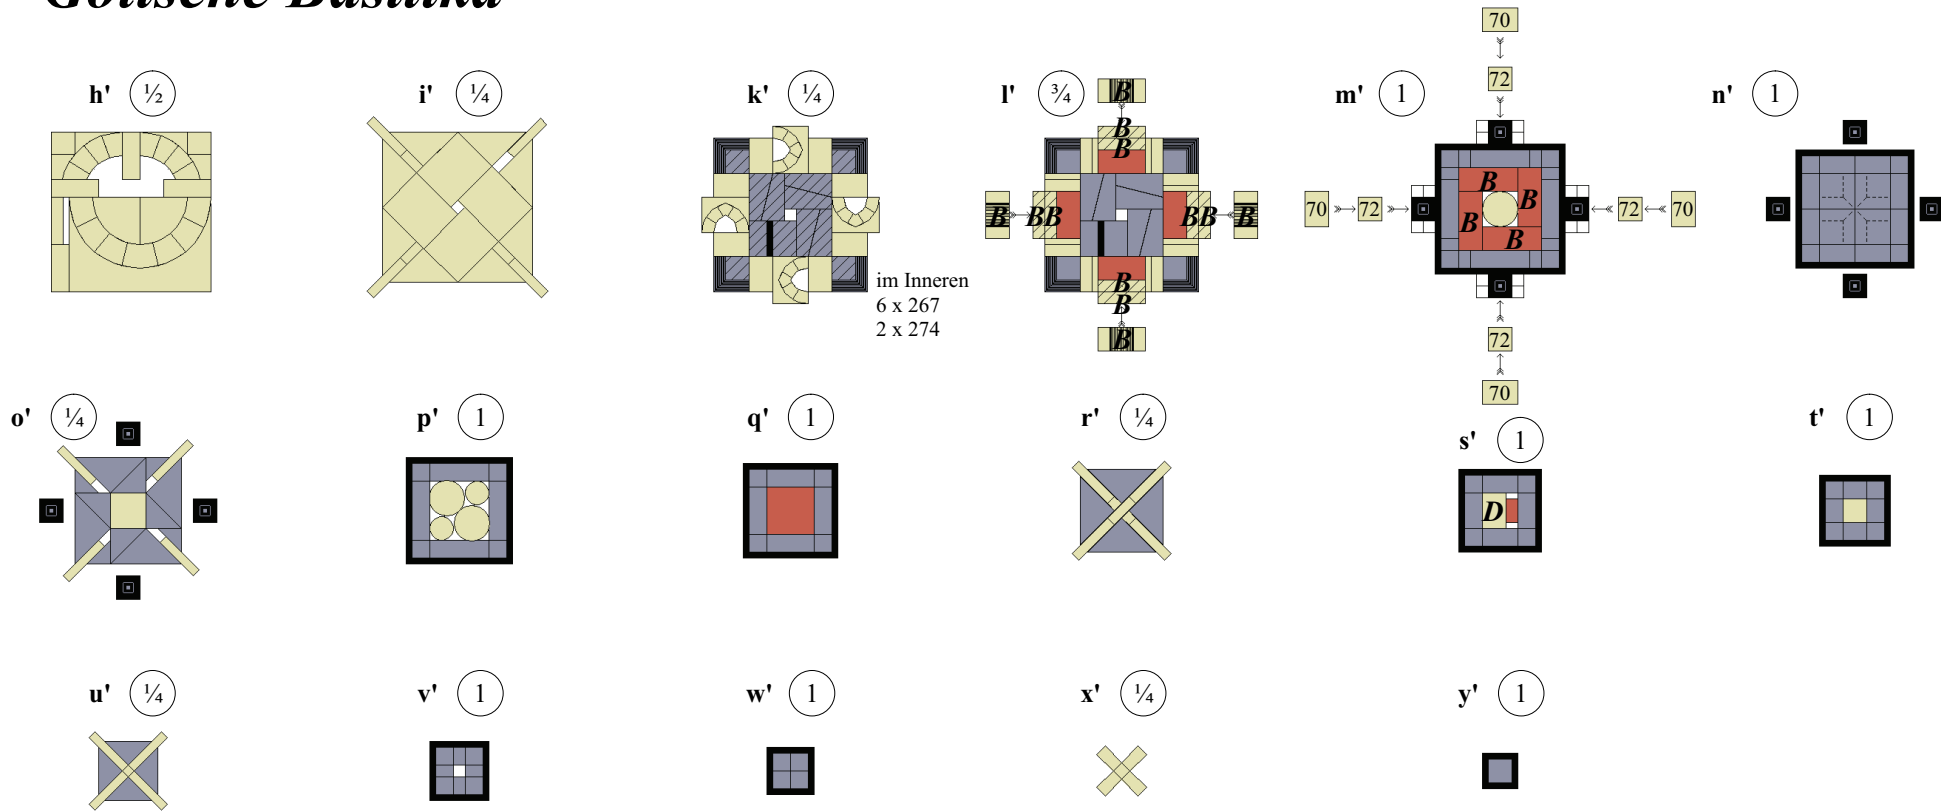 Gotische Basilika
h' ½
i' ¼
k' ¼
l' ¾
m' 1
n' 1
70
72
B
B
B
B BB BB B
B
B
B
B
B
B
B
70 72 72 70
72
70
im Inneren
6 x 267
2 x 274
o' ¼
p' 1
q' 1
r' ¼
s' 1
t' 1
D
u' ¼
v' 1
w' 1
x' ¼
y' 1